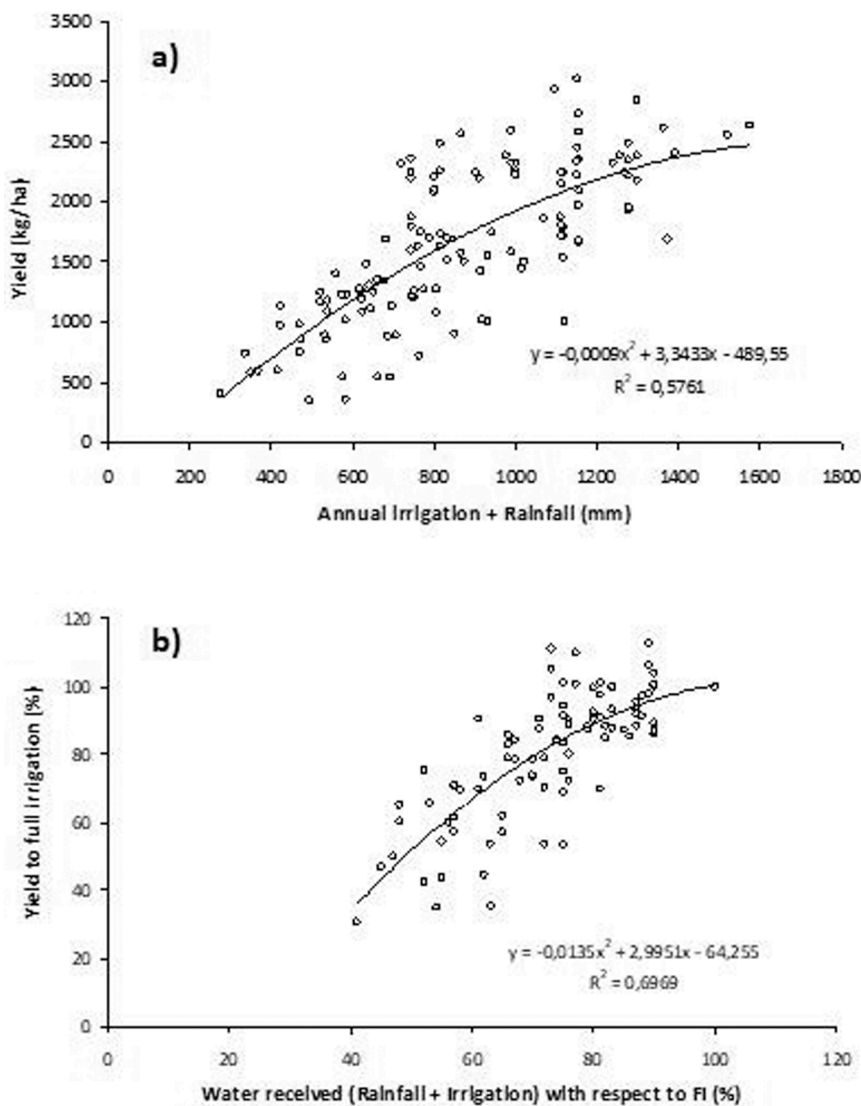 a)
Yield (kg/ha)
3500
3000
2500
2000
1500
1000
500
0
y = -0,0009x² + 3,3433x - 489,55
R² = 0,5761
0 200 400 600 800 1000 1200 1400 1600 1800
Annual Irrigation + Rainfall (mm)
b)
Yield to full irrigation (%)
120
100
80
60
40
20
0
y = -0,0135x² + 2,9951x - 64,255
R² = 0,6969
0 20 40 60 80 100 120
Water received (Rainfall + Irrigation) with respect to FI (%)